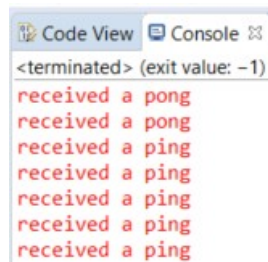 Code View Console
<terminated> (exit value: -1)
received a pong
received a pong
received a ping
received a ping
received a ping
received a ping
received a ping